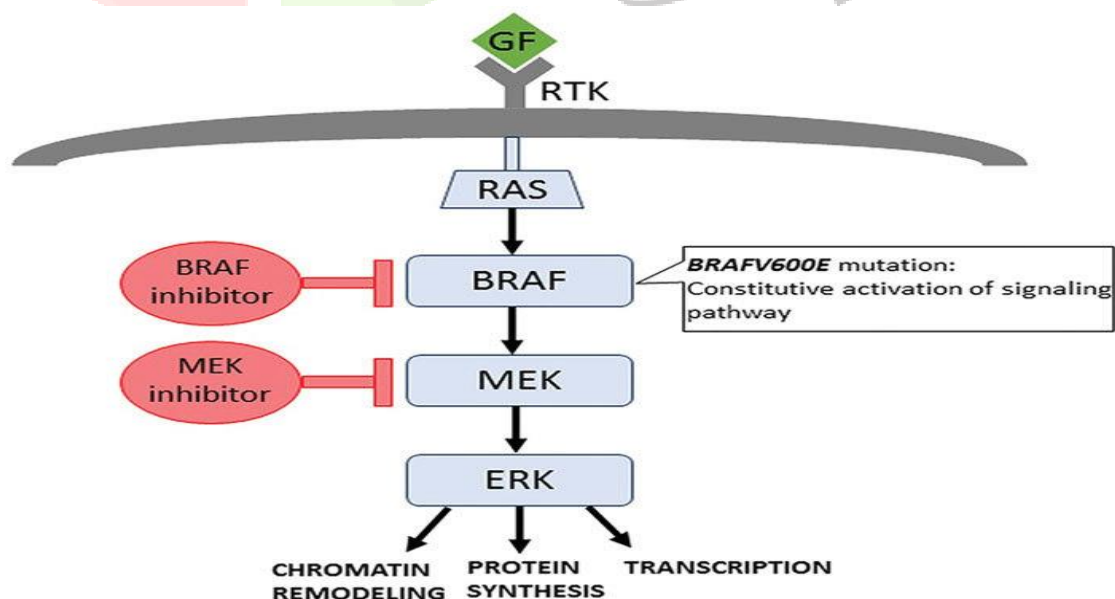 GF
RTK
RAS
BRAF
inhibitor
BRAF
BRAFV600E mutation:
Constitutive activation of signaling
pathway
MEK
inhibitor
MEK
ERK
CHROMATIN
REMODELING
PROTEIN
SYNTHESIS
TRANSCRIPTION